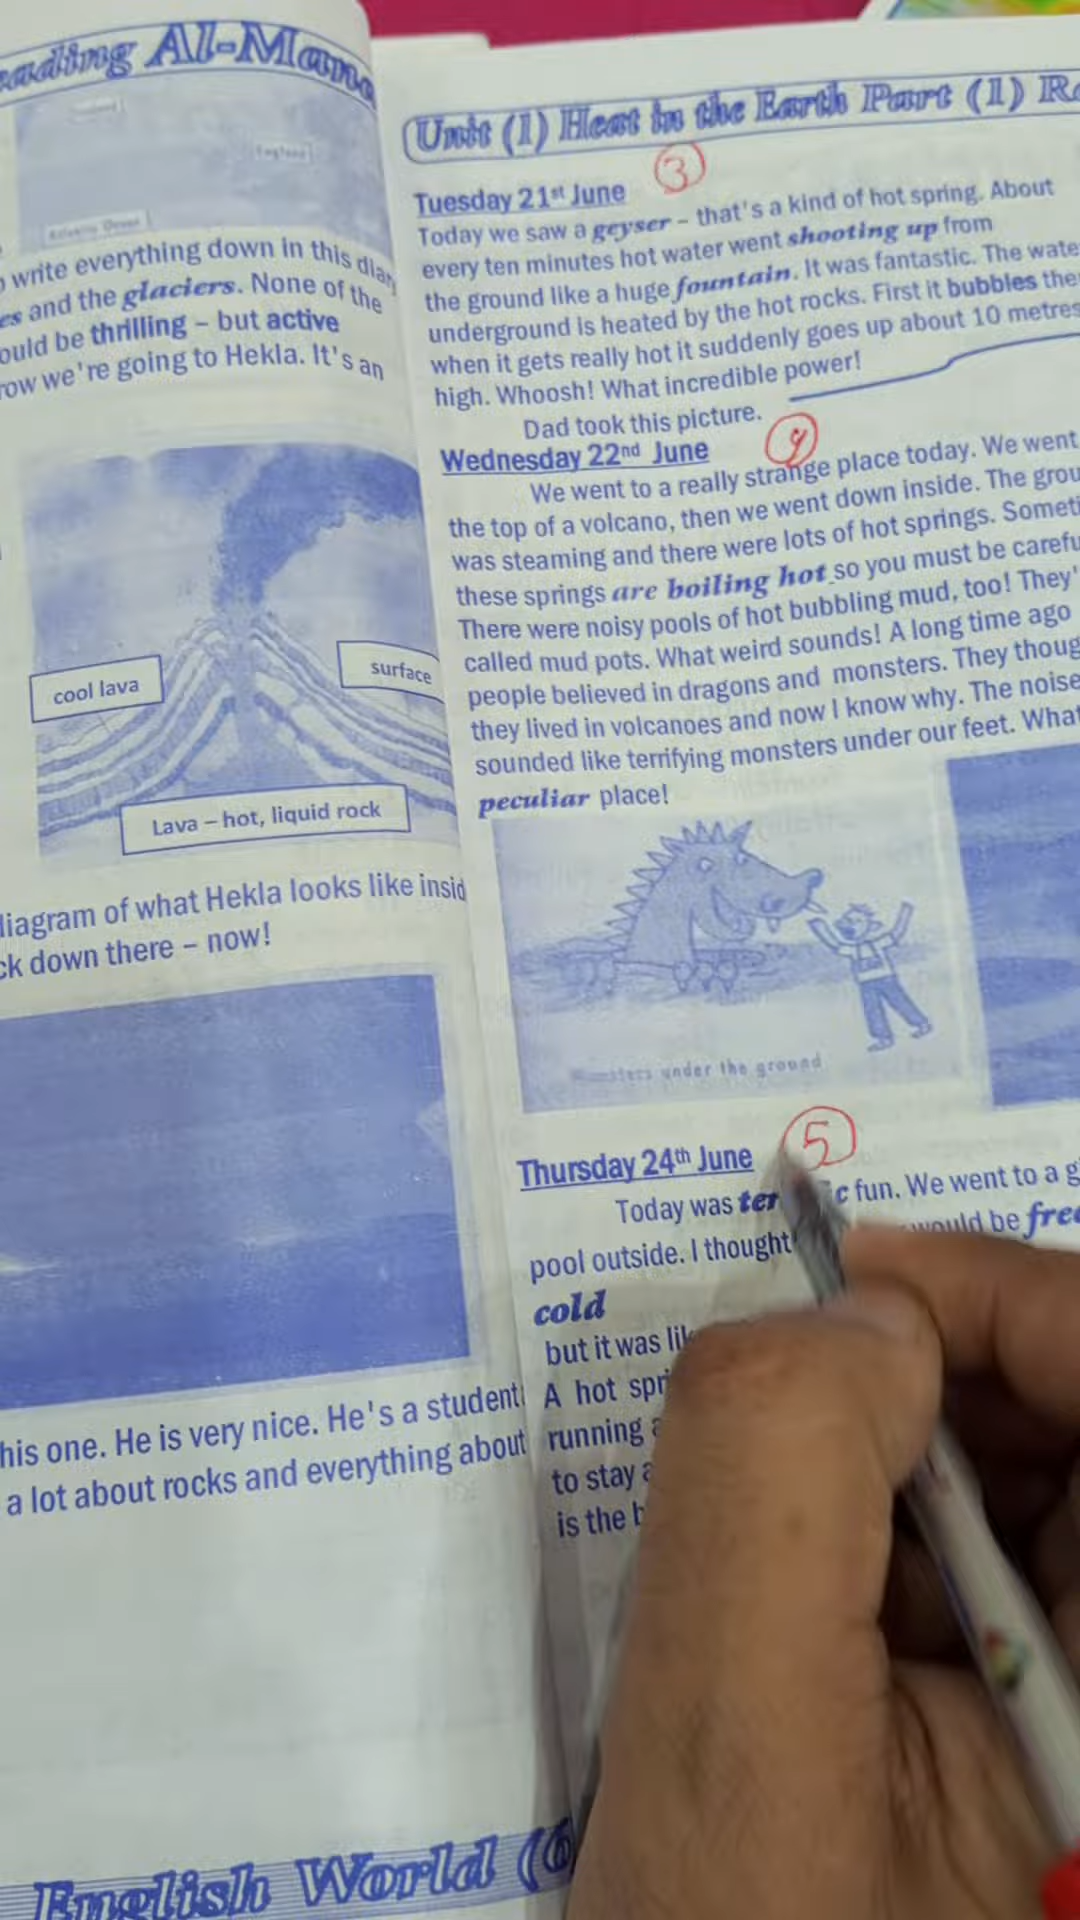 eading Al-Mana
England
Atlantic Ocean
write everything down in this diar
es and the glaciers. None of the
ould be thrilling – but active
row we're going to Hekla. It's an
cool lava
surface
Lava – hot, liquid rock
diagram of what Hekla looks like insid
ck down there – now!
his one. He is very nice. He's a student
a lot about rocks and everything about
English World (6
Unit (1) Heat in the Earth Part (1) Re
3
Tuesday 21st June
Today we saw a geyser – that's a kind of hot spring. About
every ten minutes hot water went shooting up from
the ground like a huge fountain. It was fantastic. The wate
underground is heated by the hot rocks. First it bubbles the
when it gets really hot it suddenly goes up about 10 metres
high. Whoosh! What incredible power!
Dad took this picture.
4
Wednesday 22nd June
We went to a really strange place today. We went
the top of a volcano, then we went down inside. The grou
was steaming and there were lots of hot springs. Someti
these springs are boiling hot so you must be carefu
There were noisy pools of hot bubbling mud, too! They'
called mud pots. What weird sounds! A long time ago
people believed in dragons and monsters. They thoug
they lived in volcanoes and now I know why. The noise
sounded like terrifying monsters under our feet. What
peculiar place!
Monsters under the ground
5
Thursday 24th June
Today was ter c fun. We went to a g
pool outside. I thought would be free
cold
but it was lik
A hot spri
running a
to stay a
is the b